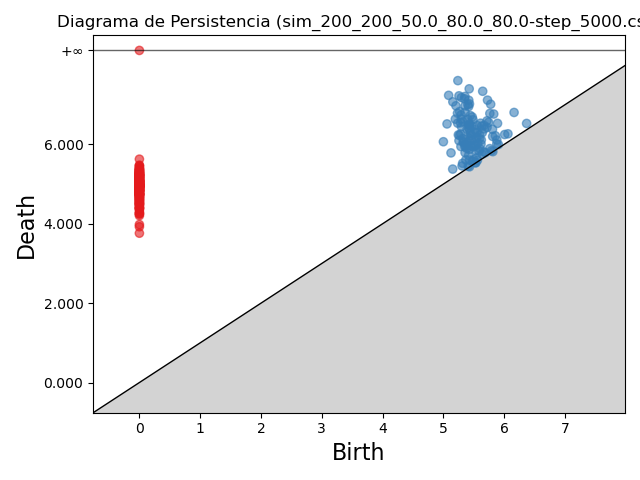 Diagrama de Persistencia (sim_200_200_50.0_80.0_80.0-step_5000.cs
+∞
6.000
4.000
2.000
0.000
Death
0 1 2 3 4 5 6 7
Birth